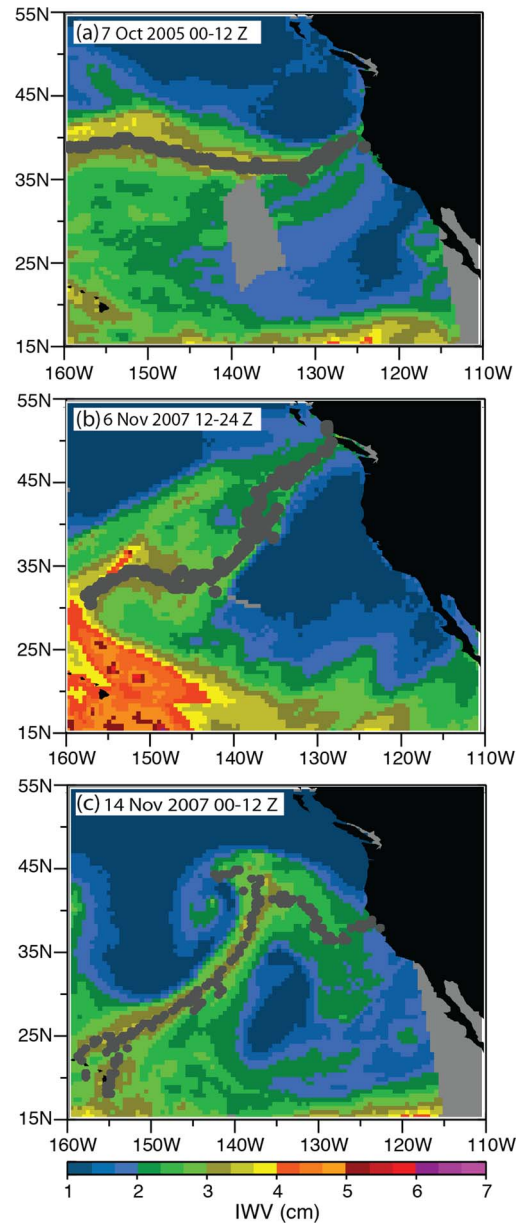 55N
(a) 7 Oct 2005 00-12 Z
45N
35N
25N
15N
160W 150W 140W 130W 120W 110W
55N
(b) 6 Nov 2007 12-24 Z
45N
35N
25N
15N
160W 150W 140W 130W 120W 110W
55N
(c) 14 Nov 2007 00-12 Z
45N
35N
25N
15N
160W 150W 140W 130W 120W 110W
1 2 3 4 5 6 7
IWV (cm)